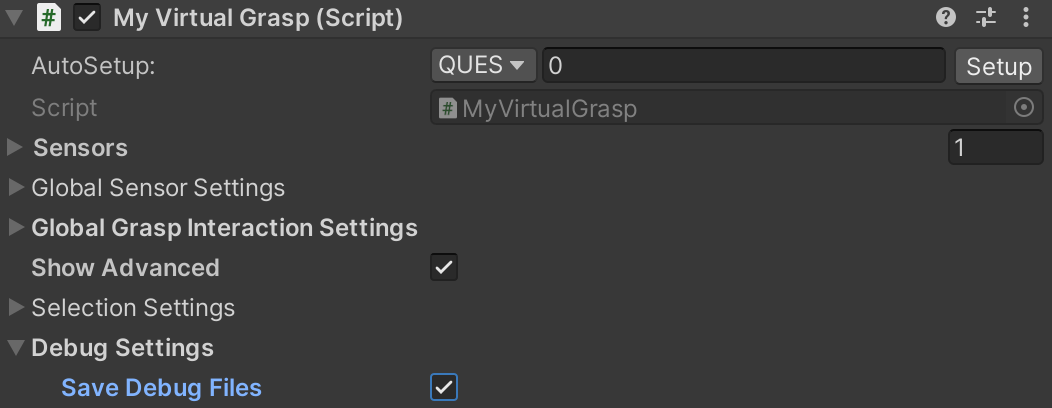 # My Virtual Grasp (Script)
AutoSetup: QUES 0 Setup
Script # MyVirtualGrasp
Sensors 1
Global Sensor Settings
Global Grasp Interaction Settings
Show Advanced
Selection Settings
Debug Settings
Save Debug Files